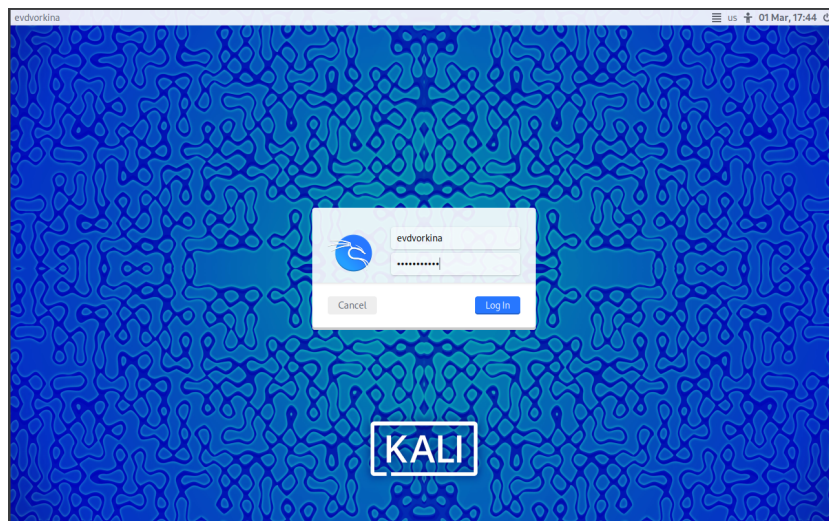 evdvorkina us 01 Mar, 17:44
evdvorkina
•••••••••••
Cancel Log In
KALI